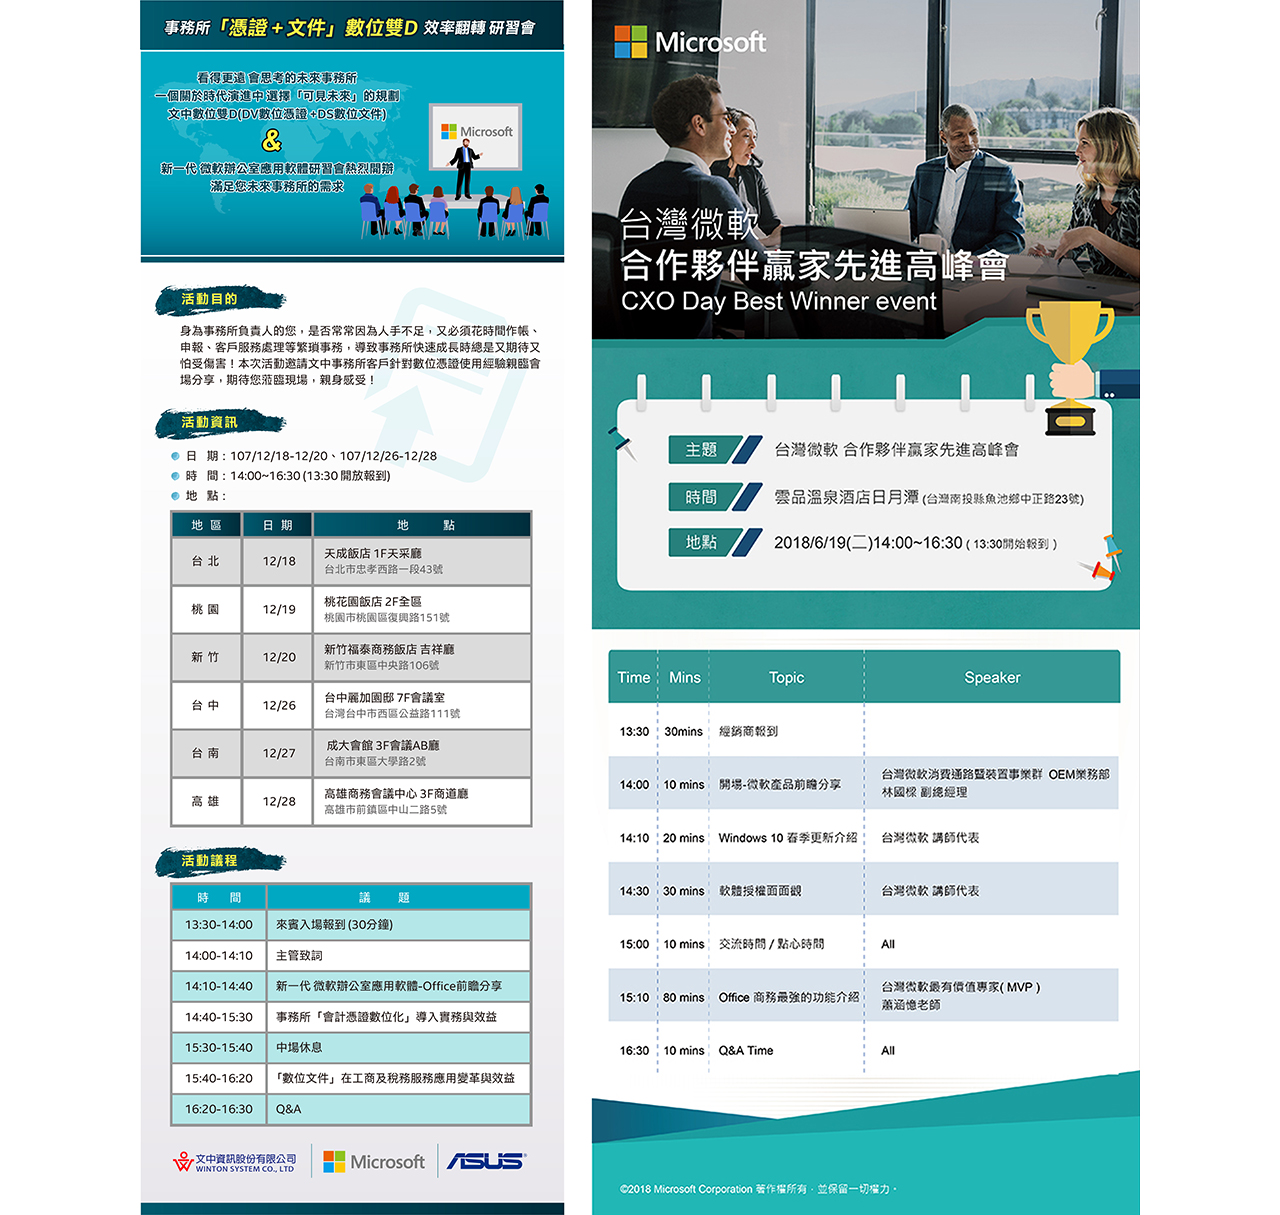 事務所「憑證＋文件」數位雙D 效率翻轉 研習會
看得更遠 會思考的未來事務所
一個關於時代演進中 選擇「可見未來」的規劃
文中數位雙D(DV數位憑證 +DS數位文件)
&
新一代 微軟辦公室應用軟體研習會熱烈開辦
滿足您未來事務所的需求
Microsoft
活動目的
身為事務所負責人的您，是否常常因為人手不足，又必須花時間作帳、
申報、客戶服務處理等繁瑣事務，導致事務所快速成長時總是又期待又
怕受傷害！本次活動邀請文中事務所客戶針對數位憑證使用經驗親臨會
場分享，期待您蒞臨現場，親身感受！
活動資訊
日 期：107/12/18-12/20、107/12/26-12/28
時 間：14:00~16:30 (13:30 開放報到)
地 點：
地 區 日 期 地 點
台 北 12/18 天成飯店 1F天采廳
台北市忠孝西路一段43號
桃 園 12/19 桃花園飯店 2F全區
桃園市桃園區復興路151號
新 竹 12/20 新竹福泰商務飯店 吉祥廳
新竹市東區中央路106號
台 中 12/26 台中麗加園邸 7F會議室
台灣台中市西區公益路111號
台 南 12/27 成大會館 3F會議AB廳
台南市東區大學路2號
高 雄 12/28 高雄商務會議中心 3F商道廳
高雄市前鎮區中山二路5號
活動議程
時 間 議 題
13:30-14:00 來賓入場報到 (30分鐘)
14:00-14:10 主管致詞
14:10-14:40 新一代 微軟辦公室應用軟體-Office前瞻分享
14:40-15:30 事務所「會計憑證數位化」導入實務與效益
15:30-15:40 中場休息
15:40-16:20 「數位文件」在工商及稅務服務應用變革與效益
16:20-16:30 Q&A
文中資訊股份有限公司
WINTON SYSTEM CO., LTD
Microsoft
ASUS
Microsoft
台灣微軟
合作夥伴贏家先進高峰會
CXO Day Best Winner event
主題 台灣微軟 合作夥伴贏家先進高峰會
時間 雲品溫泉酒店日月潭 (台灣南投縣魚池鄉中正路23號)
地點 2018/6/19(二)14:00~16:30 ( 13:30開始報到 )
Time Mins Topic Speaker
13:30 30mins 經銷商報到
14:00 10 mins 開場-微軟產品前瞻分享 台灣微軟消費通路暨裝置事業群 OEM業務部
林國樑 副總經理
14:10 20 mins Windows 10 春季更新介紹 台灣微軟 講師代表
14:30 30 mins 軟體授權面面觀 台灣微軟 講師代表
15:00 10 mins 交流時間 / 點心時間 All
15:10 80 mins Office 商務最強的功能介紹 台灣微軟最有價值專家( MVP )
蕭涵憶老師
16:30 10 mins Q&A Time All
©2018 Microsoft Corporation 著作權所有，並保留一切權力。